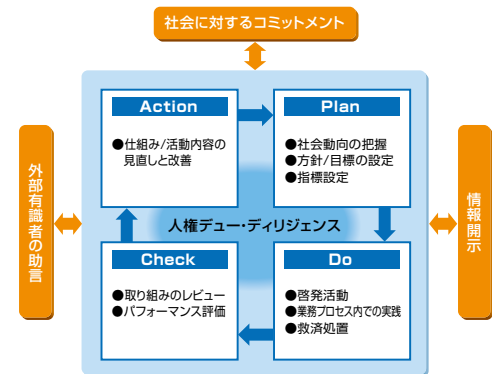 社会に対するコミットメント
Action
●仕組み/活動内容の
見直しと改善
Plan
●社会動向の把握
●方針/目標の設定
●指標設定
外部有識者の助言
人権デュー・ディリジェンス
情報開示
Check
●取り組みのレビュー
●パフォーマンス評価
Do
●啓発活動
●業務プロセス内での実践
●救済処置